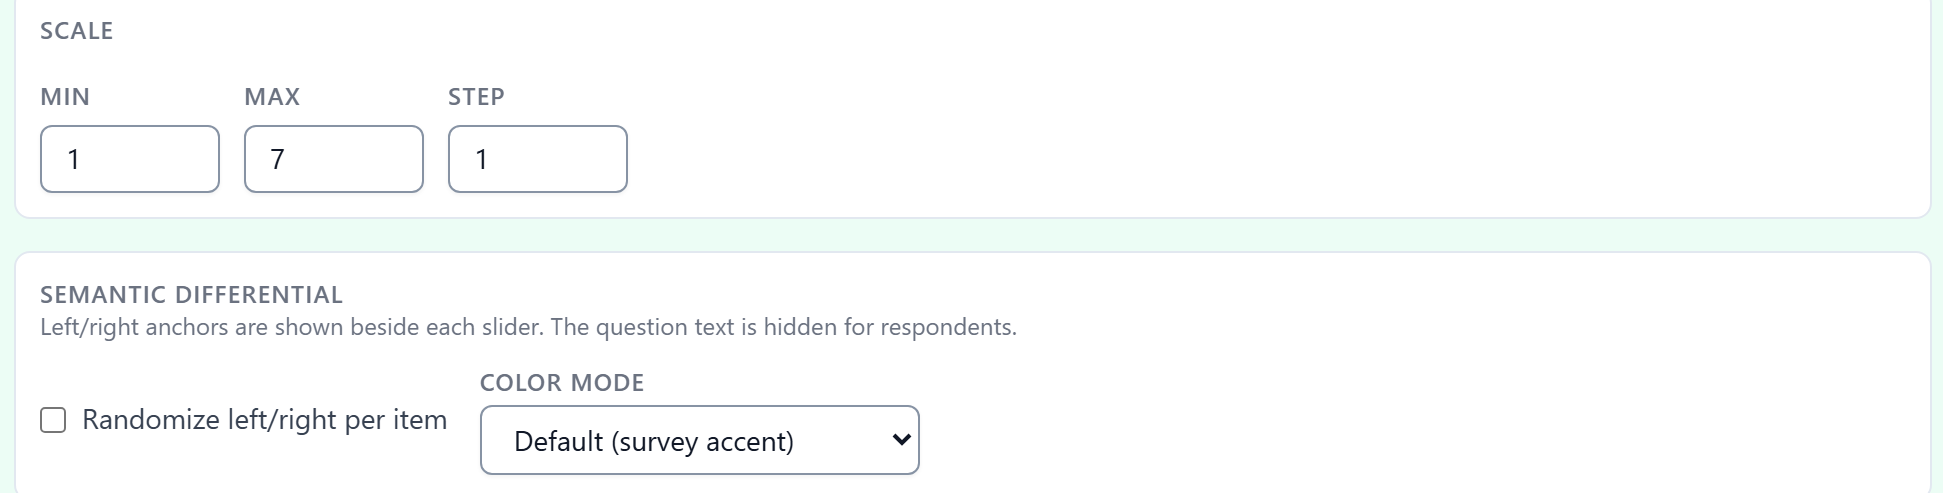 SCALE
MIN MAX STEP
1 7 1
SEMANTIC DIFFERENTIAL
Left/right anchors are shown beside each slider. The question text is hidden for respondents.
COLOR MODE
Randomize left/right per item
Default (survey accent)